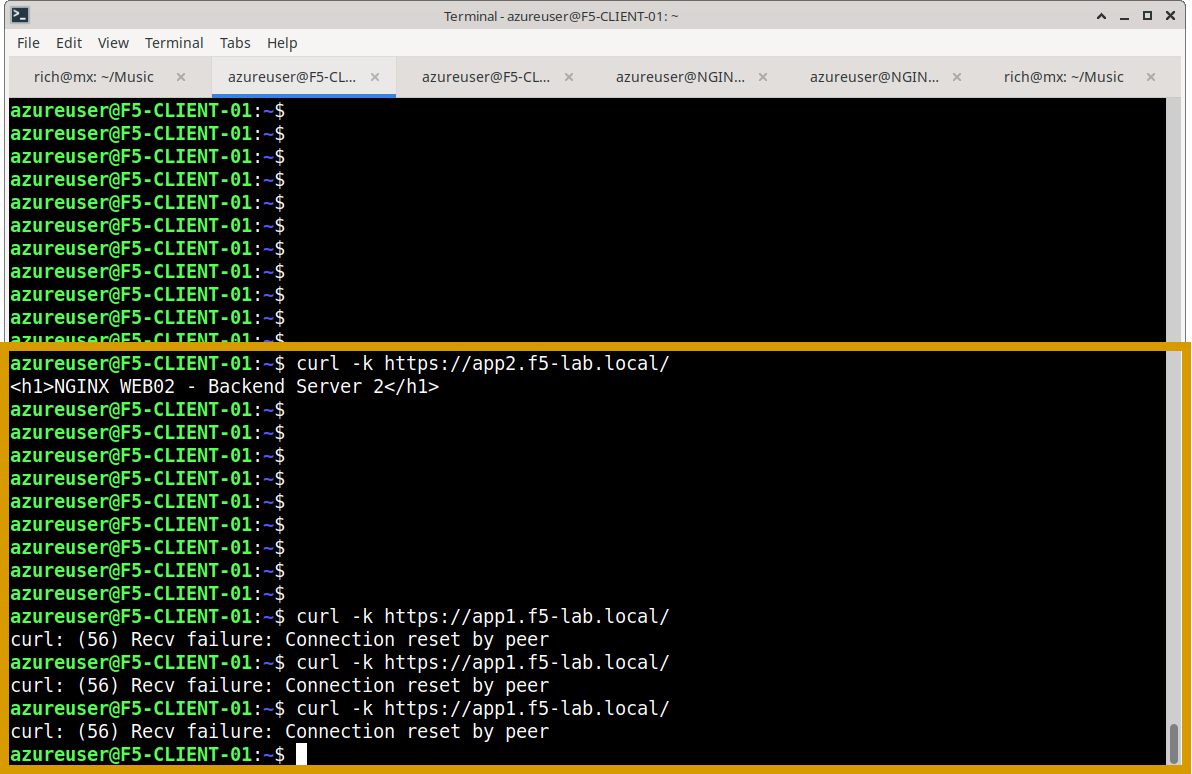 Terminal - azureuser@F5-CLIENT-01: ~
File Edit View Terminal Tabs Help
rich@mx: ~/Music azureuser@F5-CL... azureuser@F5-CL... azureuser@NGIN... azureuser@NGIN... rich@mx: ~/Music
azureuser@F5-CLIENT-01:~$
azureuser@F5-CLIENT-01:~$
azureuser@F5-CLIENT-01:~$
azureuser@F5-CLIENT-01:~$
azureuser@F5-CLIENT-01:~$
azureuser@F5-CLIENT-01:~$
azureuser@F5-CLIENT-01:~$
azureuser@F5-CLIENT-01:~$
azureuser@F5-CLIENT-01:~$
azureuser@F5-CLIENT-01:~$
azureuser@F5-CLIENT-01:~$
azureuser@F5-CLIENT-01:~$ curl -k https://app2.f5-lab.local/
<h1>NGINX WEB02 - Backend Server 2</h1>
azureuser@F5-CLIENT-01:~$
azureuser@F5-CLIENT-01:~$
azureuser@F5-CLIENT-01:~$
azureuser@F5-CLIENT-01:~$
azureuser@F5-CLIENT-01:~$
azureuser@F5-CLIENT-01:~$
azureuser@F5-CLIENT-01:~$
azureuser@F5-CLIENT-01:~$
azureuser@F5-CLIENT-01:~$
azureuser@F5-CLIENT-01:~$ curl -k https://app1.f5-lab.local/
curl: (56) Recv failure: Connection reset by peer
azureuser@F5-CLIENT-01:~$ curl -k https://app1.f5-lab.local/
curl: (56) Recv failure: Connection reset by peer
azureuser@F5-CLIENT-01:~$ curl -k https://app1.f5-lab.local/
curl: (56) Recv failure: Connection reset by peer
azureuser@F5-CLIENT-01:~$